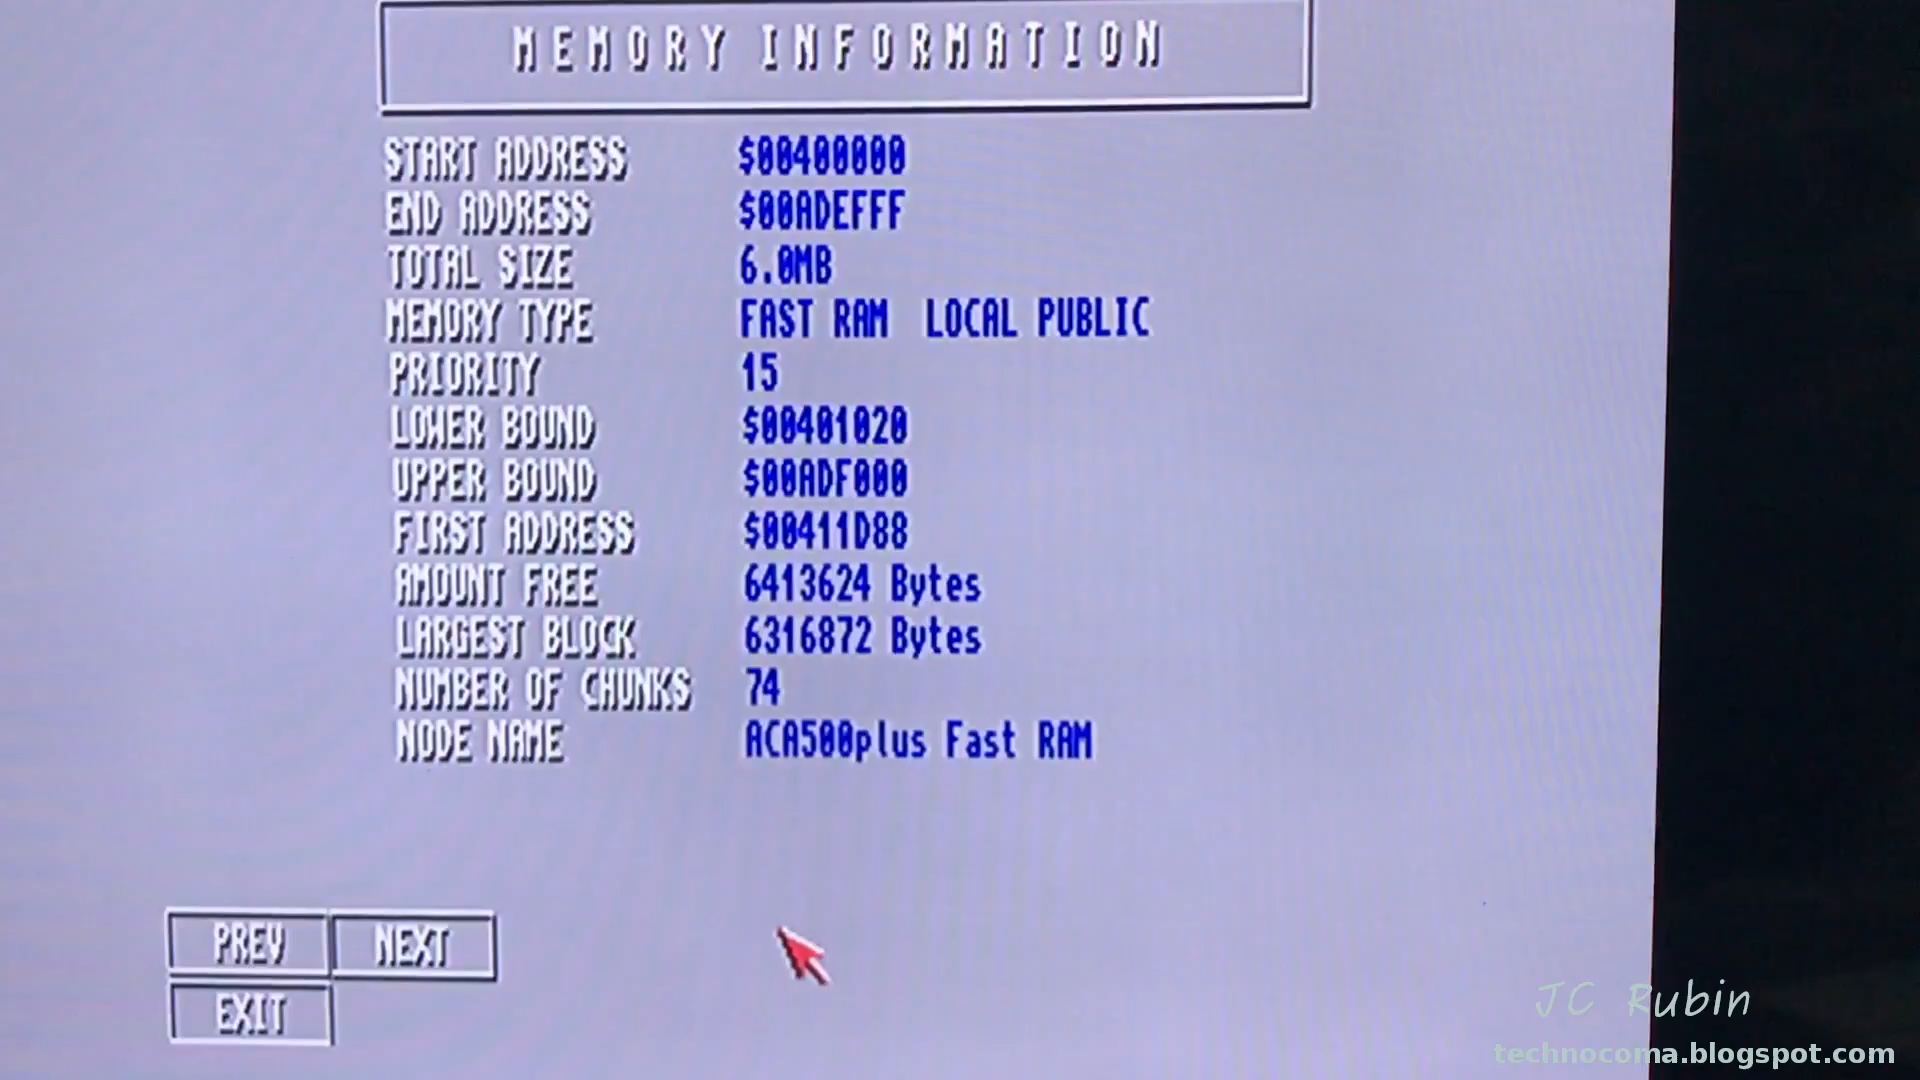 MEMORY INFORMATION
START ADDRESS $00400000
END ADDRESS $00ADEFFF
TOTAL SIZE 6.0MB
MEMORY TYPE FAST RAM LOCAL PUBLIC
PRIORITY 15
LOWER BOUND $00401020
UPPER BOUND $00ADF000
FIRST ADDRESS $00411D88
AMOUNT FREE 6413624 Bytes
LARGEST BLOCK 6316872 Bytes
NUMBER OF CHUNKS 74
NODE NAME ACA500plus Fast RAM
PREV NEXT
EXIT
JC Rubin
technocoma.blogspot.com